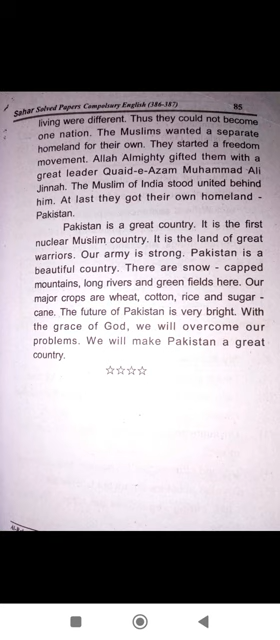 Sahar Solved Papers Compolsury English (386-387) 85
living were different. Thus they could not become
one nation. The Muslims wanted a separate
homeland for their own. They started a freedom
movement. Allah Almighty gifted them with a
great leader Quaid-e-Azam Muhammad Ali
Jinnah. The Muslim of India stood united behind
him. At last they got their own homeland -
Pakistan.
Pakistan is a great country. It is the first
nuclear Muslim country. It is the land of great
warriors. Our army is strong. Pakistan is a
beautiful country. There are snow - capped
mountains, long rivers and green fields here. Our
major crops are wheat, cotton, rice and sugar -
cane. The future of Pakistan is very bright. With
the grace of God, we will overcome our
problems. We will make Pakistan a great
country.
☆☆☆☆